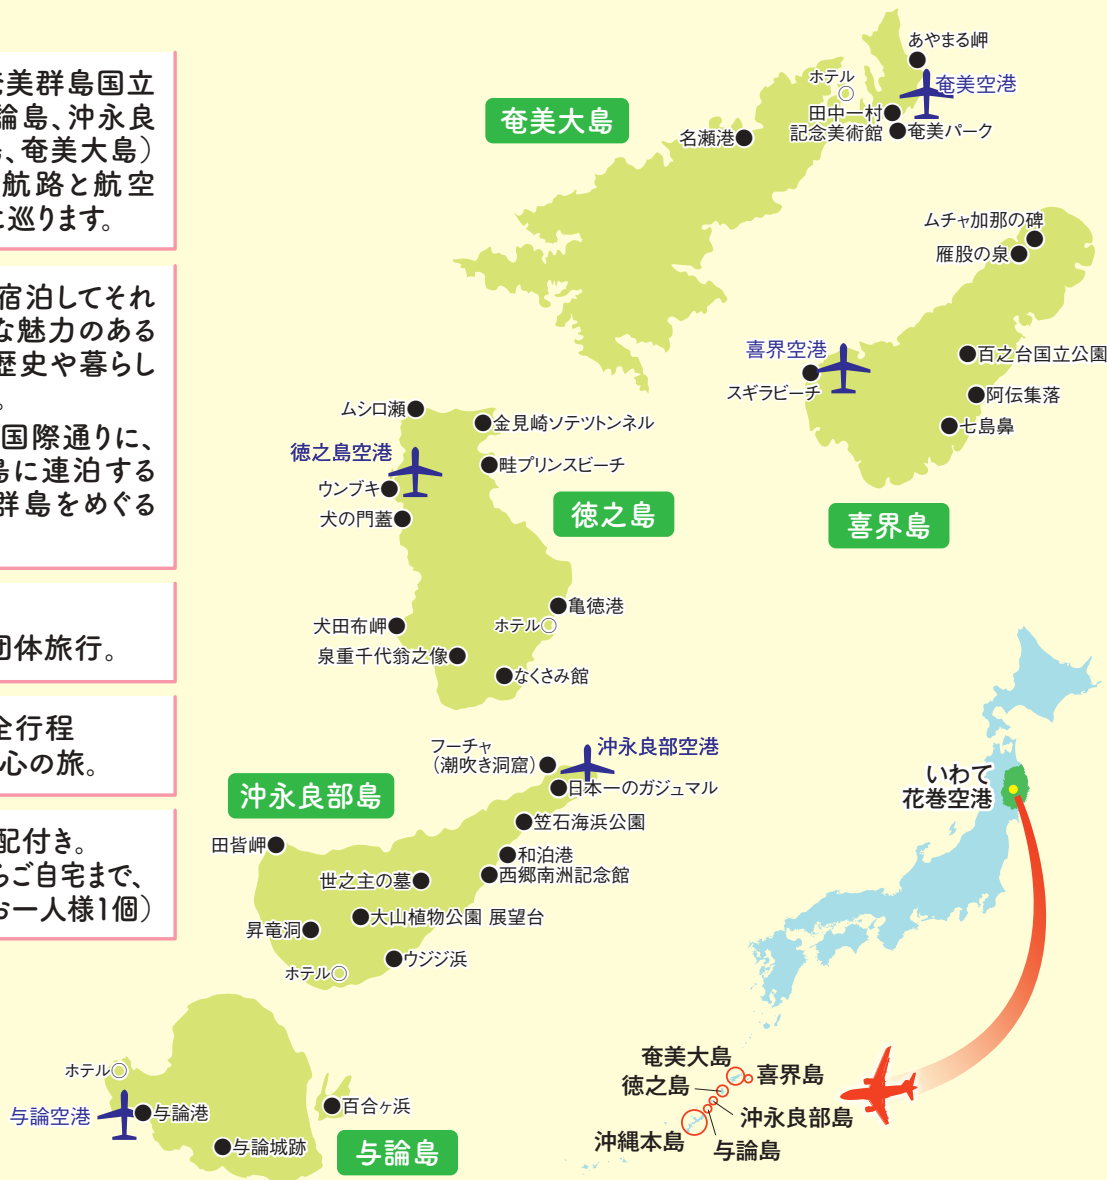 奄美群島国立
論島、沖永良
島、奄美大島）
航路と航空
に巡ります。
宿泊してそれ
な魅力のある
歴史や暮らし
。
国際通りに、
島に連泊する
群島をめぐる
団体旅行。
全行程
心の旅。
配付き。
らご自宅まで、
お一人様1個）
奄美大島
あやまる岬
ホテル
奄美空港
田中一村
記念美術館
奄美パーク
名瀬港
ムチャ加那の碑
雁股の泉
喜界空港
スギラビーチ
百之台国立公園
阿伝集落
七島鼻
喜界島
ムシロ瀬
金見崎ソテツトンネル
徳之島空港
畦プリンスビーチ
ウンブキ
犬の門蓋
徳之島
亀徳港
ホテル
犬田布岬
泉重千代翁之像
なくさみ館
フーチャ
（潮吹き洞窟）
沖永良部空港
日本一のガジュマル
沖永良部島
笠石海浜公園
田皆岬
和泊港
西郷南洲記念館
世之主の墓
大山植物公園 展望台
昇竜洞
ウジジ浜
ホテル
ホテル
与論空港
与論港
百合ヶ浜
与論城跡
与論島
いわて
花巻空港
奄美大島
喜界島
徳之島
沖永良部島
沖縄本島
与論島